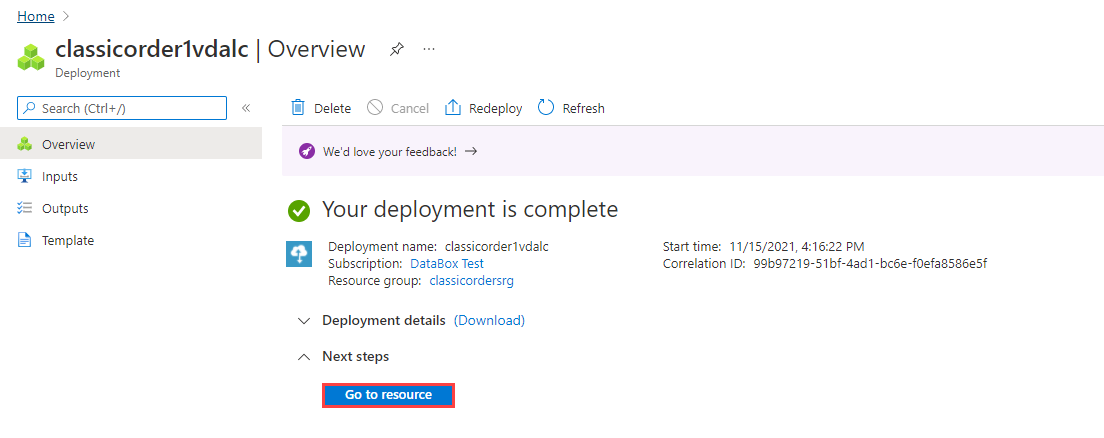 Home >
classicorder1vdalc | Overview ...
Deployment
Search (Ctrl+/) «
Delete Cancel Redeploy Refresh
Overview
Inputs
Outputs
Template
We'd love your feedback! →
Your deployment is complete
Deployment name: classicorder1vdalc Start time: 11/15/2021, 4:16:22 PM
Subscription: DataBox Test Correlation ID: 99b97219-51bf-4ad1-bc6e-f0efa8586e5f
Resource group: classicordersrg
Deployment details (Download)
Next steps
Go to resource